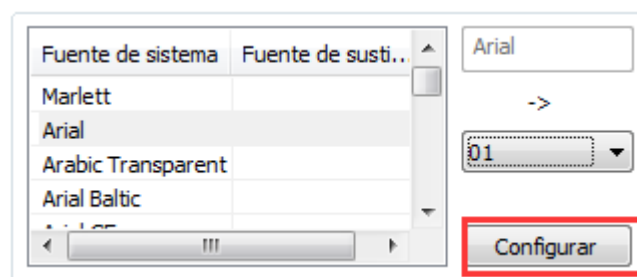 Fuente de sistema Fuente de susti...
Marlett
Arial
Arabic Transparent
Arial Baltic
Arial
->
01
Configurar